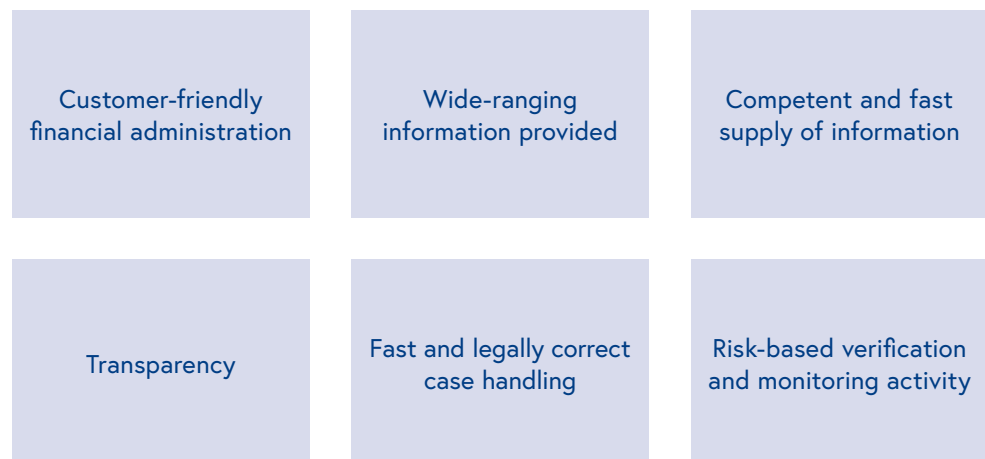 Customer-friendly
financial administration
Wide-ranging
information provided
Competent and fast
supply of information
Transparency
Fast and legally correct
case handling
Risk-based verification
and monitoring activity